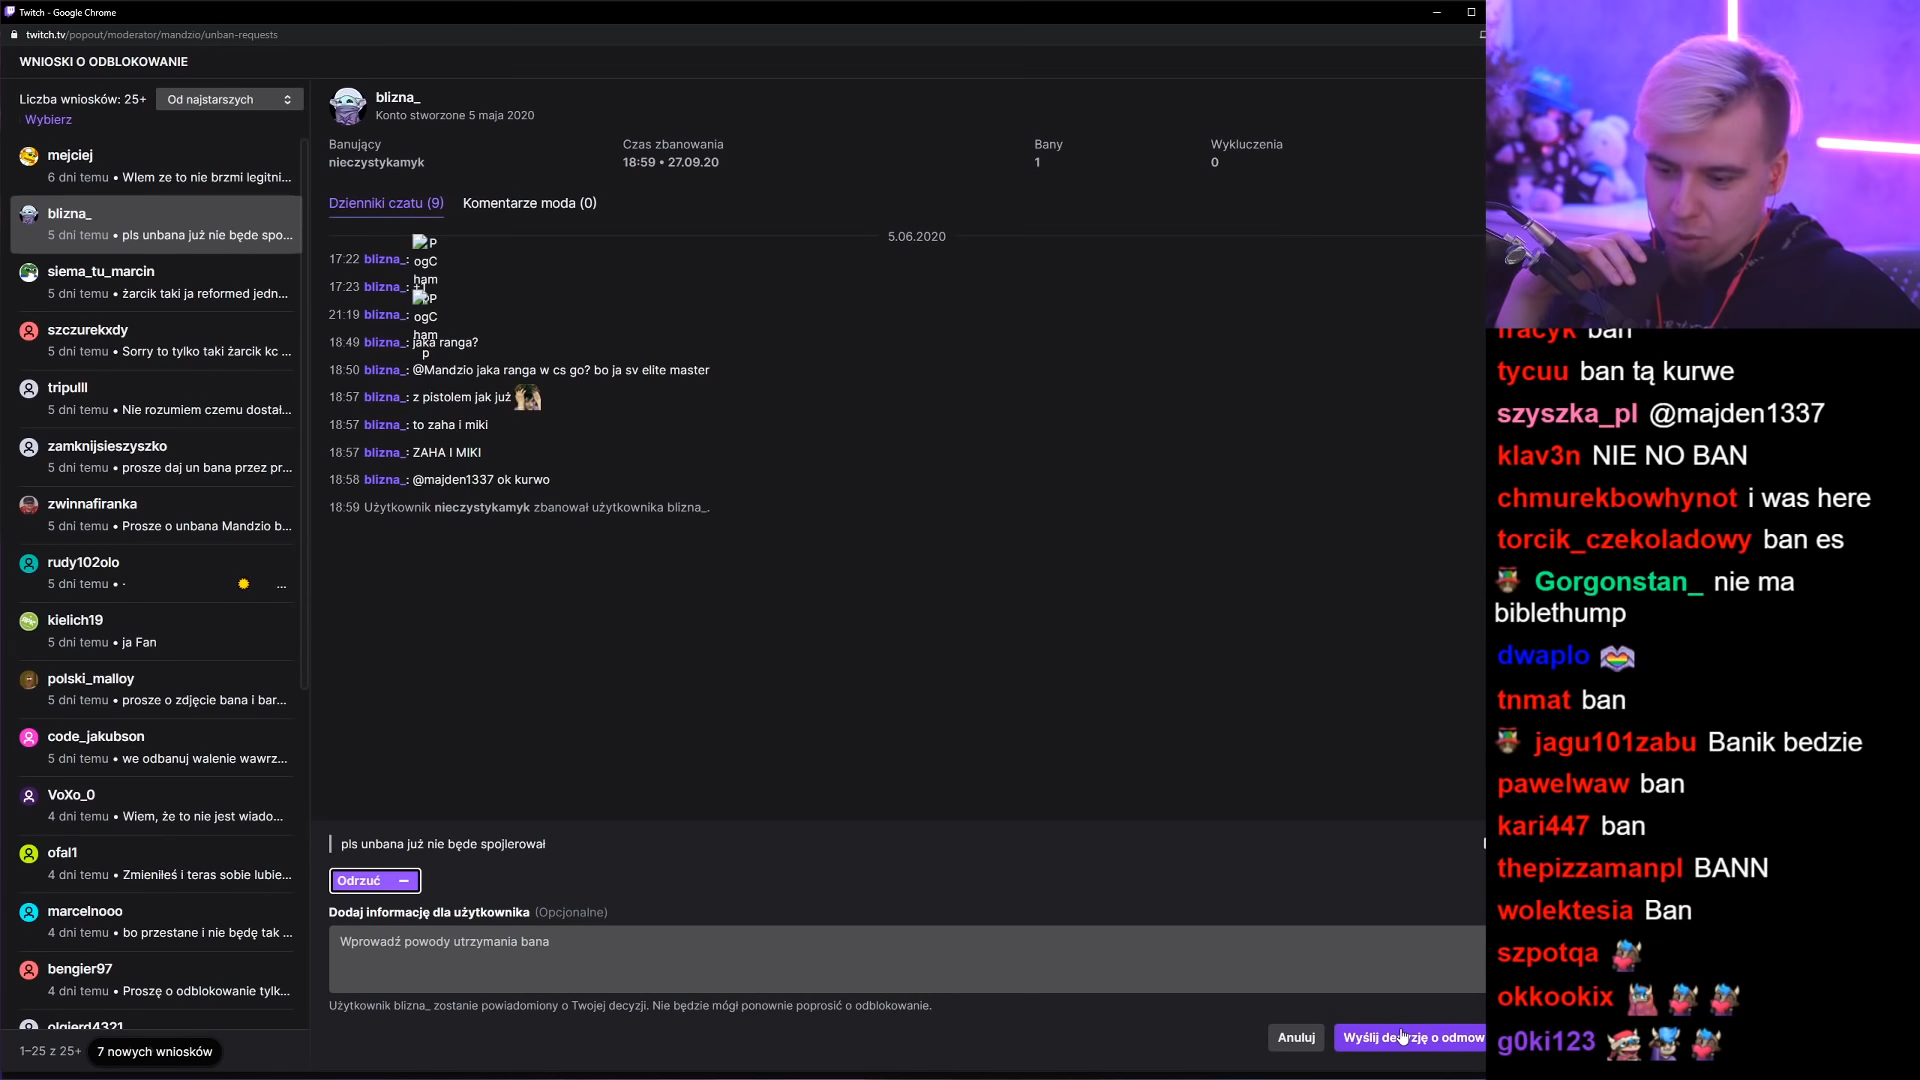 Twitch - Google Chrome
twitch.tv/popout/moderator/mandzio/unban-requests
WNIOSKI O ODBLOKOWANIE
Liczba wniosków: 25+
Od najstarszych
Wybierz
mejciej
6 dni temu • WIem ze to nie brzmi legitni...
blizna_
5 dni temu • pls unbana już nie będe spo...
siema_tu_marcin
5 dni temu • żarcik taki ja reformed jedn...
szczurekxdy
5 dni temu • Sorry to tylko taki żarcik kc ...
tripulll
5 dni temu • Nie rozumiem czemu dostał...
zamknijsieszyszko
5 dni temu • prosze daj un bana przez pr...
zwinnafiranka
5 dni temu • Prosze o unbana Mandzio b...
rudy102olo
5 dni temu • · ...
kielich19
5 dni temu • ja Fan
polski_malloy
5 dni temu • prosze o zdjęcie bana i bar...
code_jakubson
5 dni temu • we odbanuj walenie wawrz...
VoXo_0
4 dni temu • Wiem, że to nie jest wiado...
ofal1
4 dni temu • Zmieniłeś i teras sobie lubie...
marcelnooo
4 dni temu • bo przestane i nie będę tak ...
bengier97
4 dni temu • Proszę o odblokowanie tylk...
olgierd4321
1–25 z 25+
7 nowych wniosków
blizna_
Konto stworzone 5 maja 2020
Banujący
nieczystykamyk
Czas zbanowania
18:59 • 27.09.20
Bany
1
Wykluczenia
0
Dzienniki czatu (9)
Komentarze moda (0)
5.06.2020
17:22 blizna_: PogCham
17:23 blizna_: +1
21:19 blizna_: PogChamp
18:49 blizna_: jaka ranga?
18:50 blizna_: @Mandzio jaka ranga w cs go? bo ja sv elite master
18:57 blizna_: z pistolem jak już
18:57 blizna_: to zaha i miki
18:57 blizna_: ZAHA I MIKI
18:58 blizna_: @majden1337 ok kurwo
18:59 Użytkownik nieczystykamyk zbanował użytkownika blizna_.
pls unbana już nie będe spojlerował
Odrzuć
Dodaj informację dla użytkownika (Opcjonalne)
Wprowadź powody utrzymania bana
Użytkownik blizna_ zostanie powiadomiony o Twojej decyzji. Nie będzie mógł ponownie poprosić o odblokowanie.
Anuluj
Wyślij decyzję o odmow
fracyk ban
tycuu ban tą kurwe
szyszka_pl @majden1337
klav3n NIE NO BAN
chmurekbowhynot i was here
torcik_czekoladowy ban es
Gorgonstan_ nie ma
biblethump
dwaplo
tnmat ban
jagu101zabu Banik bedzie
pawelwaw ban
kari447 ban
thepizzamanpl BANN
wolektesia Ban
szpotqa
okkookix
g0ki123